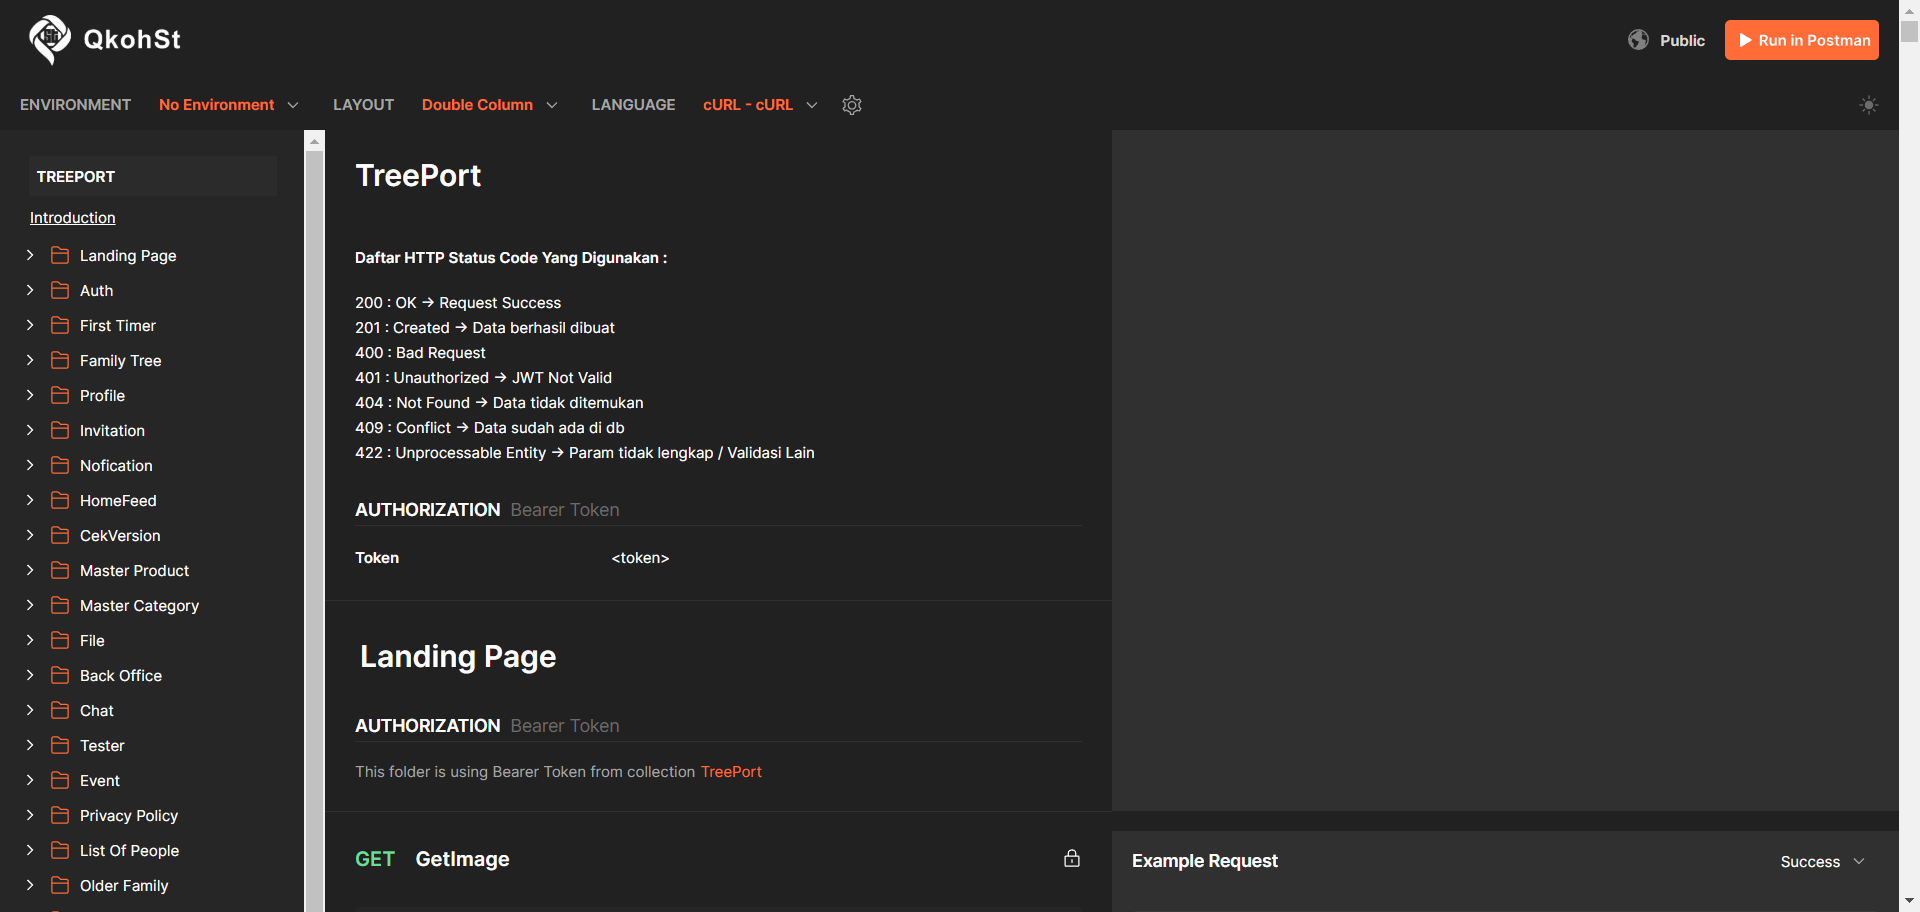 QkohSt
Public
Run in Postman
ENVIRONMENT No Environment LAYOUT Double Column LANGUAGE cURL - cURL
TREEPORT
Introduction
Landing Page
Auth
First Timer
Family Tree
Profile
Invitation
Nofication
HomeFeed
CekVersion
Master Product
Master Category
File
Back Office
Chat
Tester
Event
Privacy Policy
List Of People
Older Family
TreePort
Daftar HTTP Status Code Yang Digunakan :
200 : OK → Request Success
201 : Created → Data berhasil dibuat
400 : Bad Request
401 : Unauthorized → JWT Not Valid
404 : Not Found → Data tidak ditemukan
409 : Conflict → Data sudah ada di db
422 : Unprocessable Entity → Param tidak lengkap / Validasi Lain
AUTHORIZATION Bearer Token
Token <token>
Landing Page
AUTHORIZATION Bearer Token
This folder is using Bearer Token from collection TreePort
GET GetImage
Example Request Success